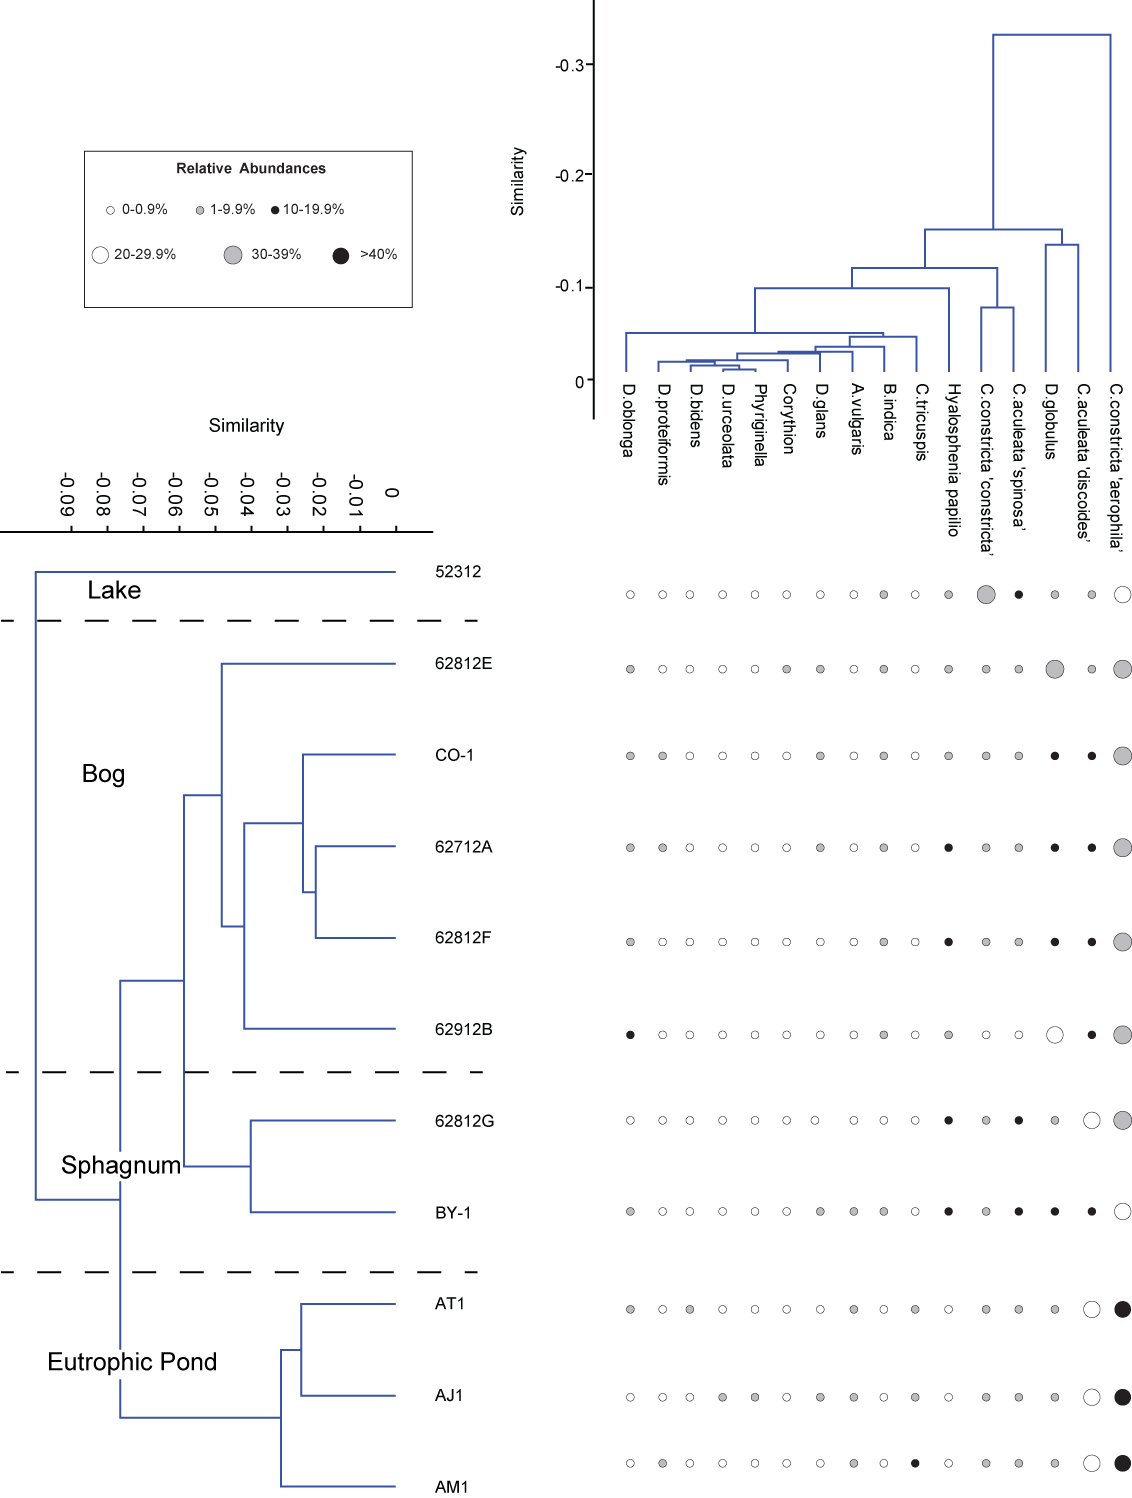 -0.3
-0.2
-0.1
0
Similarity
Relative Abundances
0-0.9% 1-9.9% 10-19.9%
20-29.9% 30-39% >40%
D.oblonga
D.proteiformis
D.bidens
D.urceolata
Phyriginella
Corythion
D.glans
A.vulgaris
B.indica
C.tricuspis
Hyalosphenia papilio
C.constricta 'constricta'
C.aculeata 'spinosa'
D.globulus
C.aculeata 'discoides'
C.constricta 'aerophila'
Similarity
-0.09 -0.08 -0.07 -0.06 -0.05 -0.04 -0.03 -0.02 -0.01 0
52312
Lake
62812E
CO-1
Bog
62712A
62812F
62912B
62812G
Sphagnum
BY-1
AT1
Eutrophic Pond
AJ1
AM1